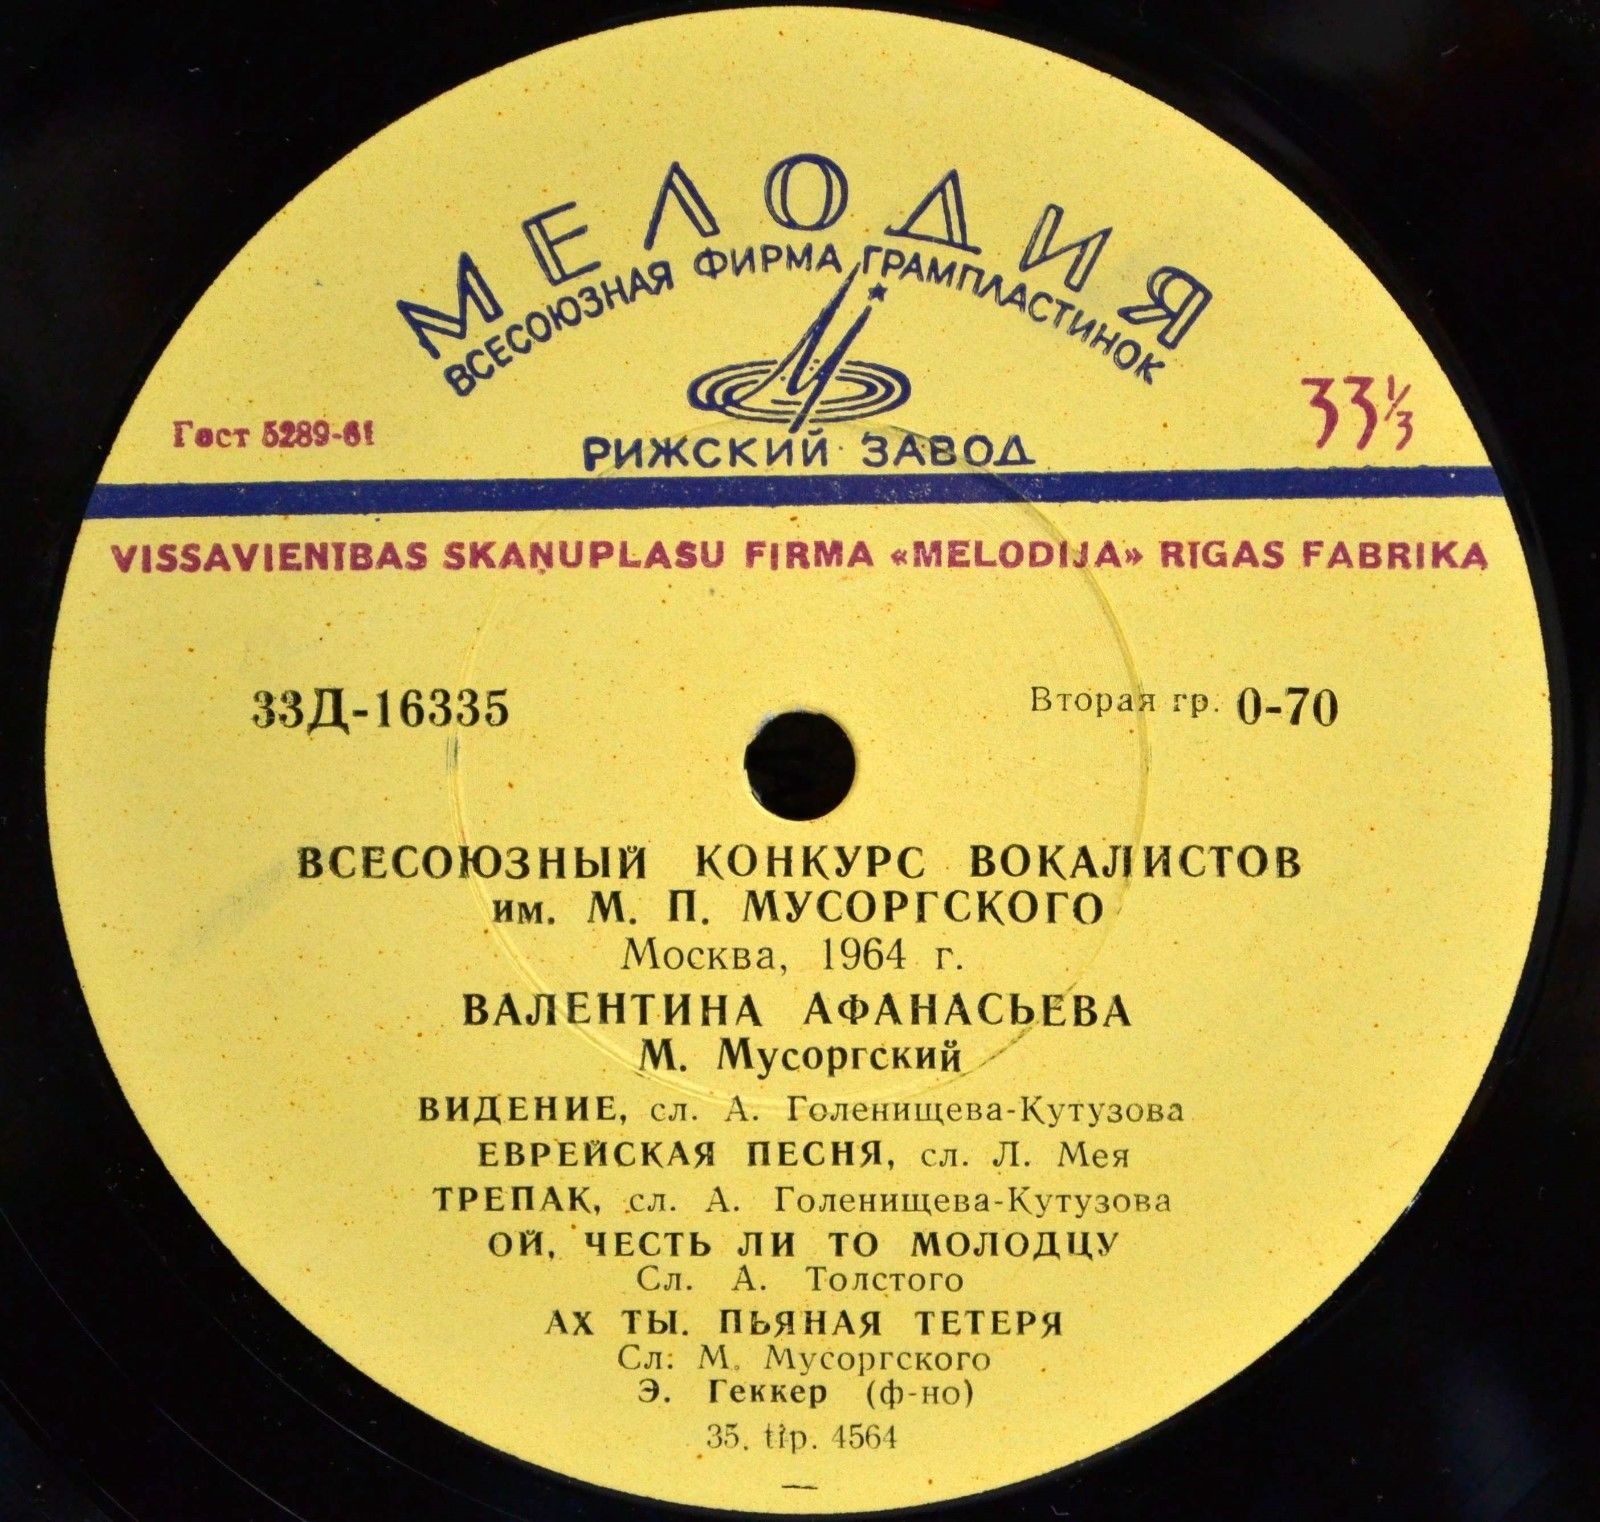 МЕЛОДИЯ
ВСЕСОЮЗНАЯ ФИРМА ГРАМПЛАСТИНОК
Гост 5289-61
33⅓
РИЖСКИЙ ЗАВОД
VISSAVIENĪBAS SKAŅUPLAŠU FIRMA «MELODIJA» RĪGAS FABRIKA
33Д-16335
Вторая гр. 0-70
ВСЕСОЮЗНЫЙ КОНКУРС ВОКАЛИСТОВ
им. М. П. МУСОРГСКОГО
Москва, 1964 г.
ВАЛЕНТИНА АФАНАСЬЕВА
М. Мусоргский
ВИДЕНИЕ, сл. А. Голенищева-Кутузова
ЕВРЕЙСКАЯ ПЕСНЯ, сл. Л. Мея
ТРЕПАК, сл. А. Голенищева-Кутузова
ОЙ, ЧЕСТЬ ЛИ ТО МОЛОДЦУ
Сл. А. Толстого
АХ ТЫ, ПЬЯНАЯ ТЕТЕРЯ
Сл: М. Мусоргского
Э. Геккер (ф-но)
35. tip. 4564